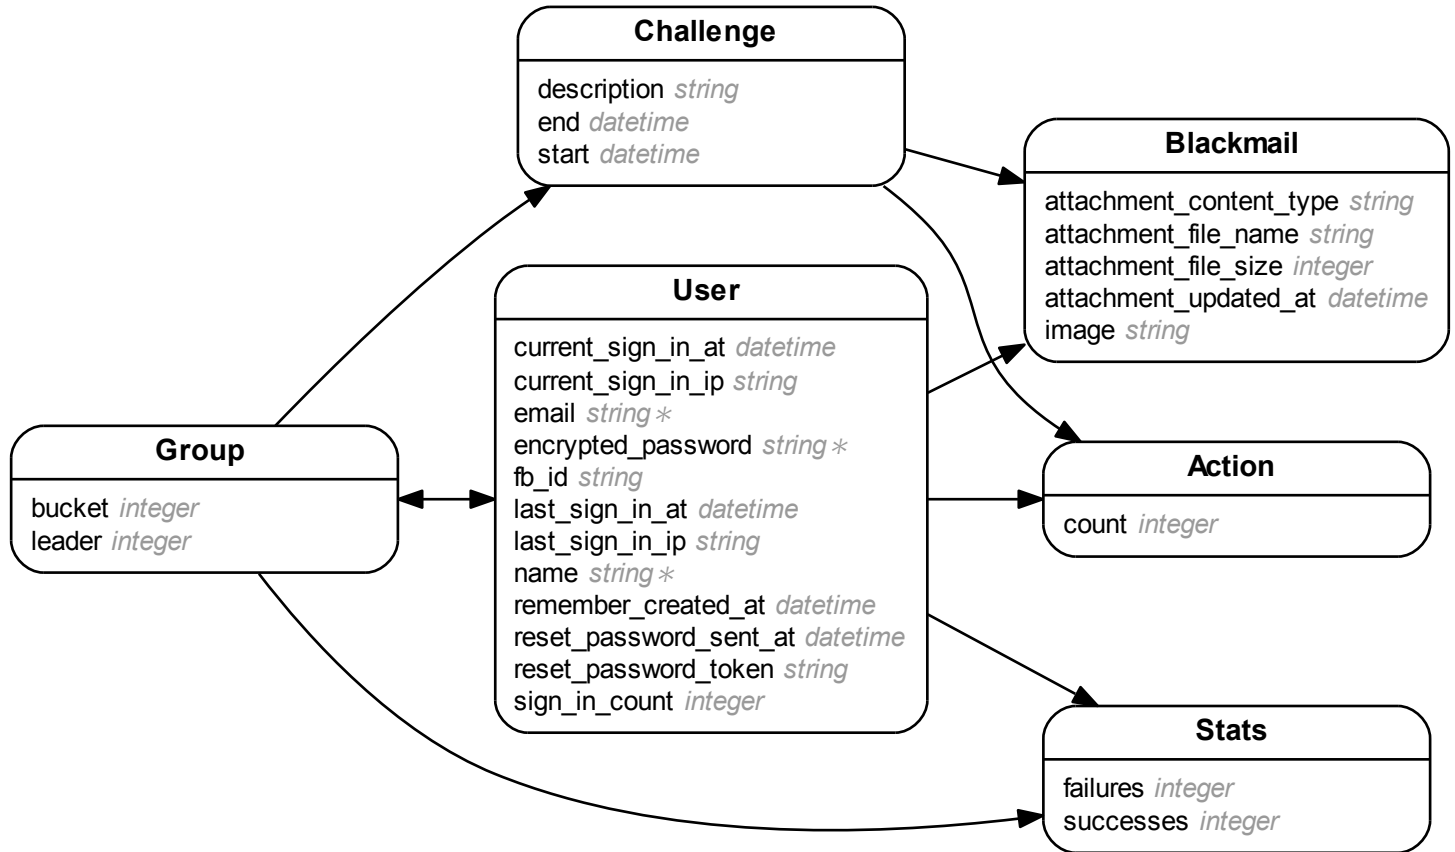 Challenge
description string
end datetime
start datetime
Blackmail
attachment_content_type string
attachment_file_name string
attachment_file_size integer
attachment_updated_at datetime
image string
User
current_sign_in_at datetime
current_sign_in_ip string
email string *
encrypted_password string *
fb_id string
last_sign_in_at datetime
last_sign_in_ip string
name string *
remember_created_at datetime
reset_password_sent_at datetime
reset_password_token string
sign_in_count integer
Group
bucket integer
leader integer
Action
count integer
Stats
failures integer
successes integer